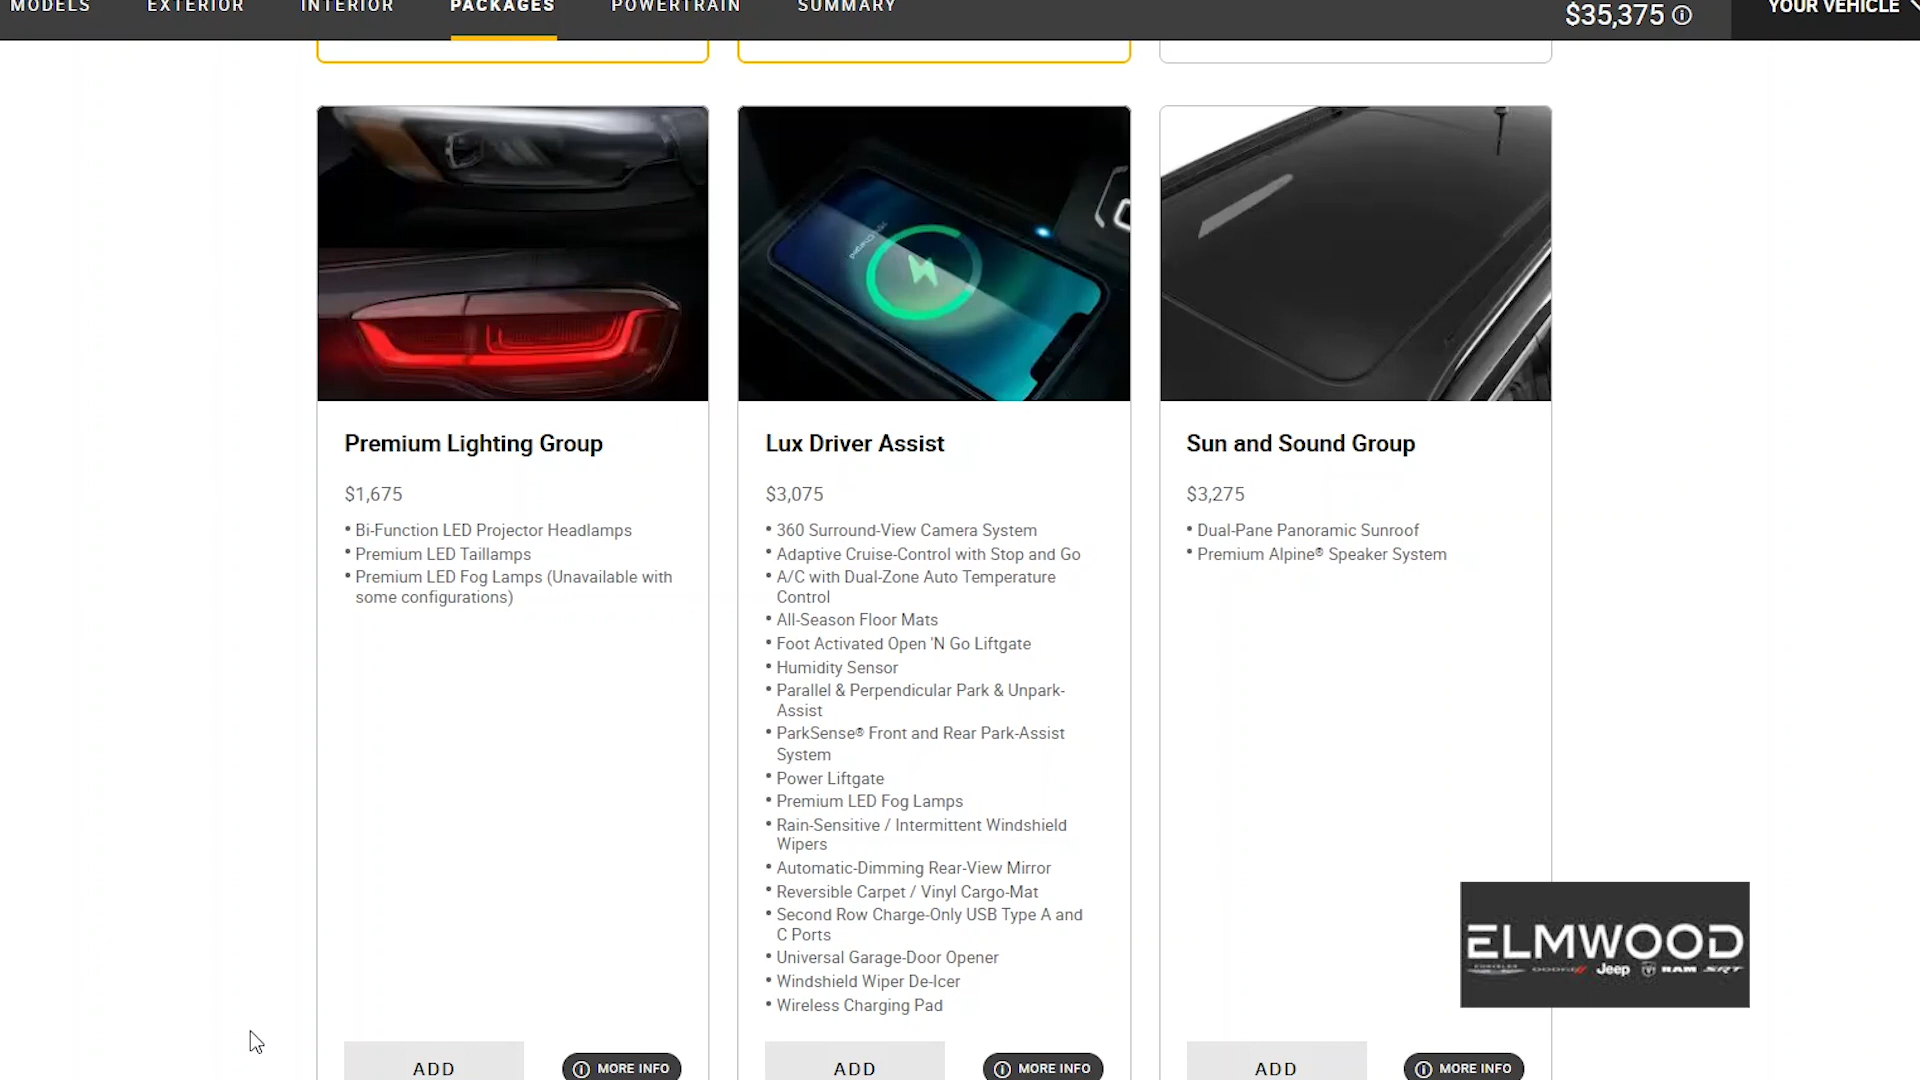 MODELS EXTERIOR INTERIOR PACKAGES POWERTRAIN SUMMARY $35,375 YOUR VEHICLE
Premium Lighting Group
$1,675
• Bi-Function LED Projector Headlamps
• Premium LED Taillamps
• Premium LED Fog Lamps (Unavailable with
some configurations)
ADD
MORE INFO
Lux Driver Assist
$3,075
• 360 Surround-View Camera System
• Adaptive Cruise-Control with Stop and Go
• A/C with Dual-Zone Auto Temperature
Control
• All-Season Floor Mats
• Foot Activated Open 'N Go Liftgate
• Humidity Sensor
• Parallel & Perpendicular Park & Unpark-
Assist
• ParkSense® Front and Rear Park-Assist
System
• Power Liftgate
• Premium LED Fog Lamps
• Rain-Sensitive / Intermittent Windshield
Wipers
• Automatic-Dimming Rear-View Mirror
• Reversible Carpet / Vinyl Cargo-Mat
• Second Row Charge-Only USB Type A and
C Ports
• Universal Garage-Door Opener
• Windshield Wiper De-Icer
• Wireless Charging Pad
ADD
MORE INFO
Sun and Sound Group
$3,275
• Dual-Pane Panoramic Sunroof
• Premium Alpine® Speaker System
ADD
MORE INFO
ELMWOOD
CHRYSLER DODGE Jeep RAM SRT